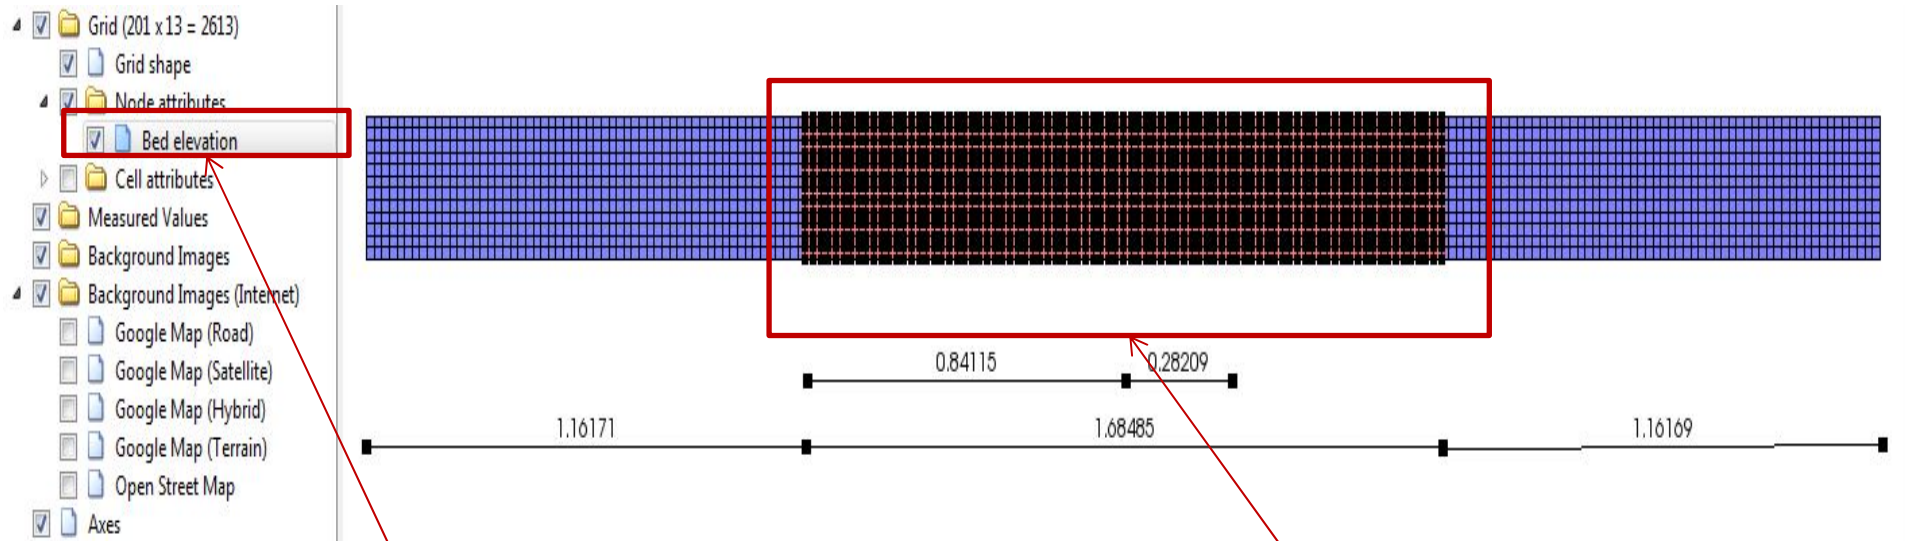 Grid (201 x 13 = 2613)
Grid shape
Node attributes
Bed elevation
Cell attributes
Measured Values
Background Images
Background Images (Internet)
Google Map (Road)
Google Map (Satellite)
Google Map (Hybrid)
Google Map (Terrain)
Open Street Map
Axes
0.84115 0.28209
1.16171 1.68485 1.16169